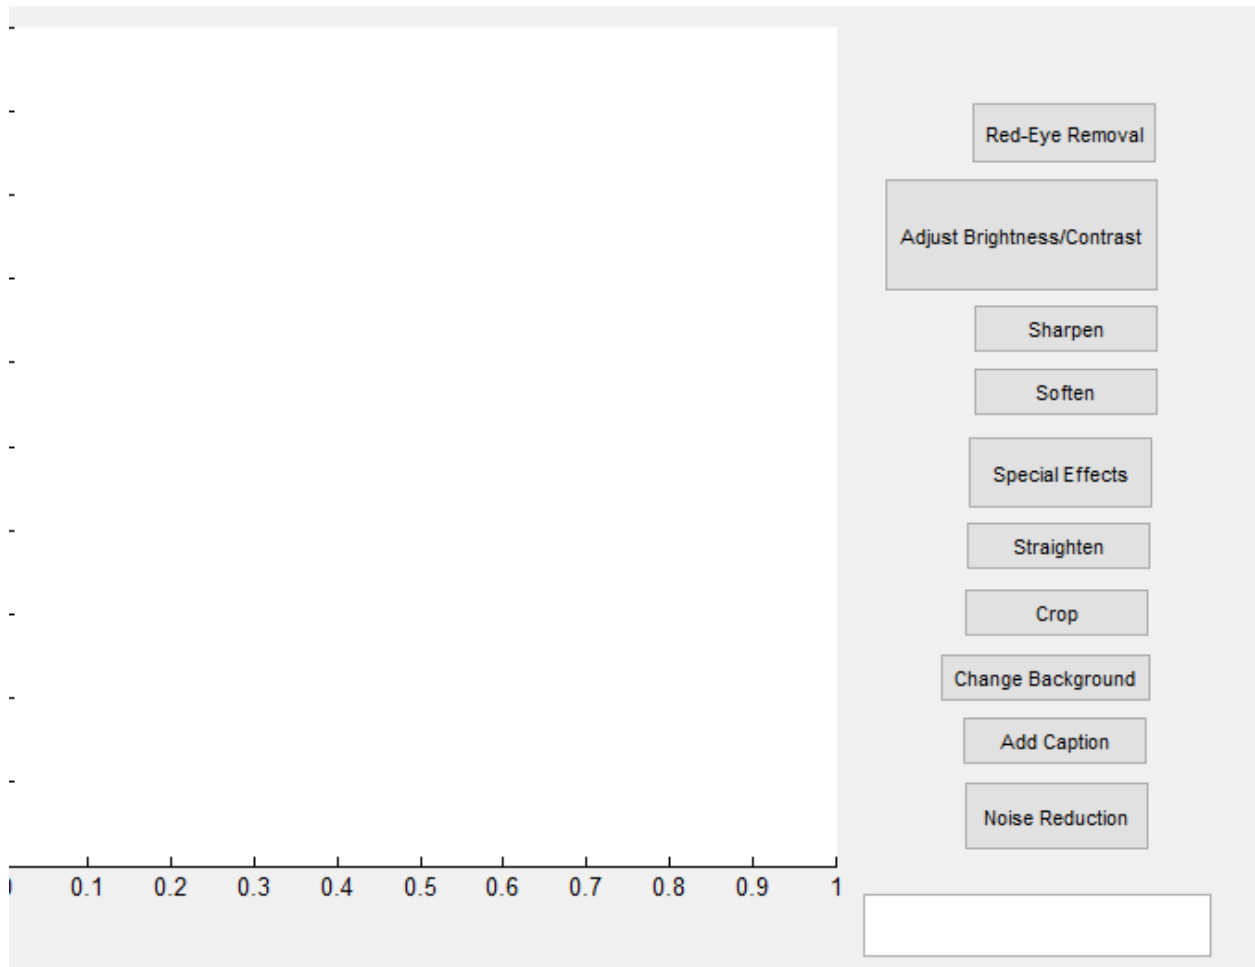 Red-Eye Removal
Adjust Brightness/Contrast
Sharpen
Soften
Special Effects
Straighten
Crop
Change Background
Add Caption
Noise Reduction
0.1 0.2 0.3 0.4 0.5 0.6 0.7 0.8 0.9 1